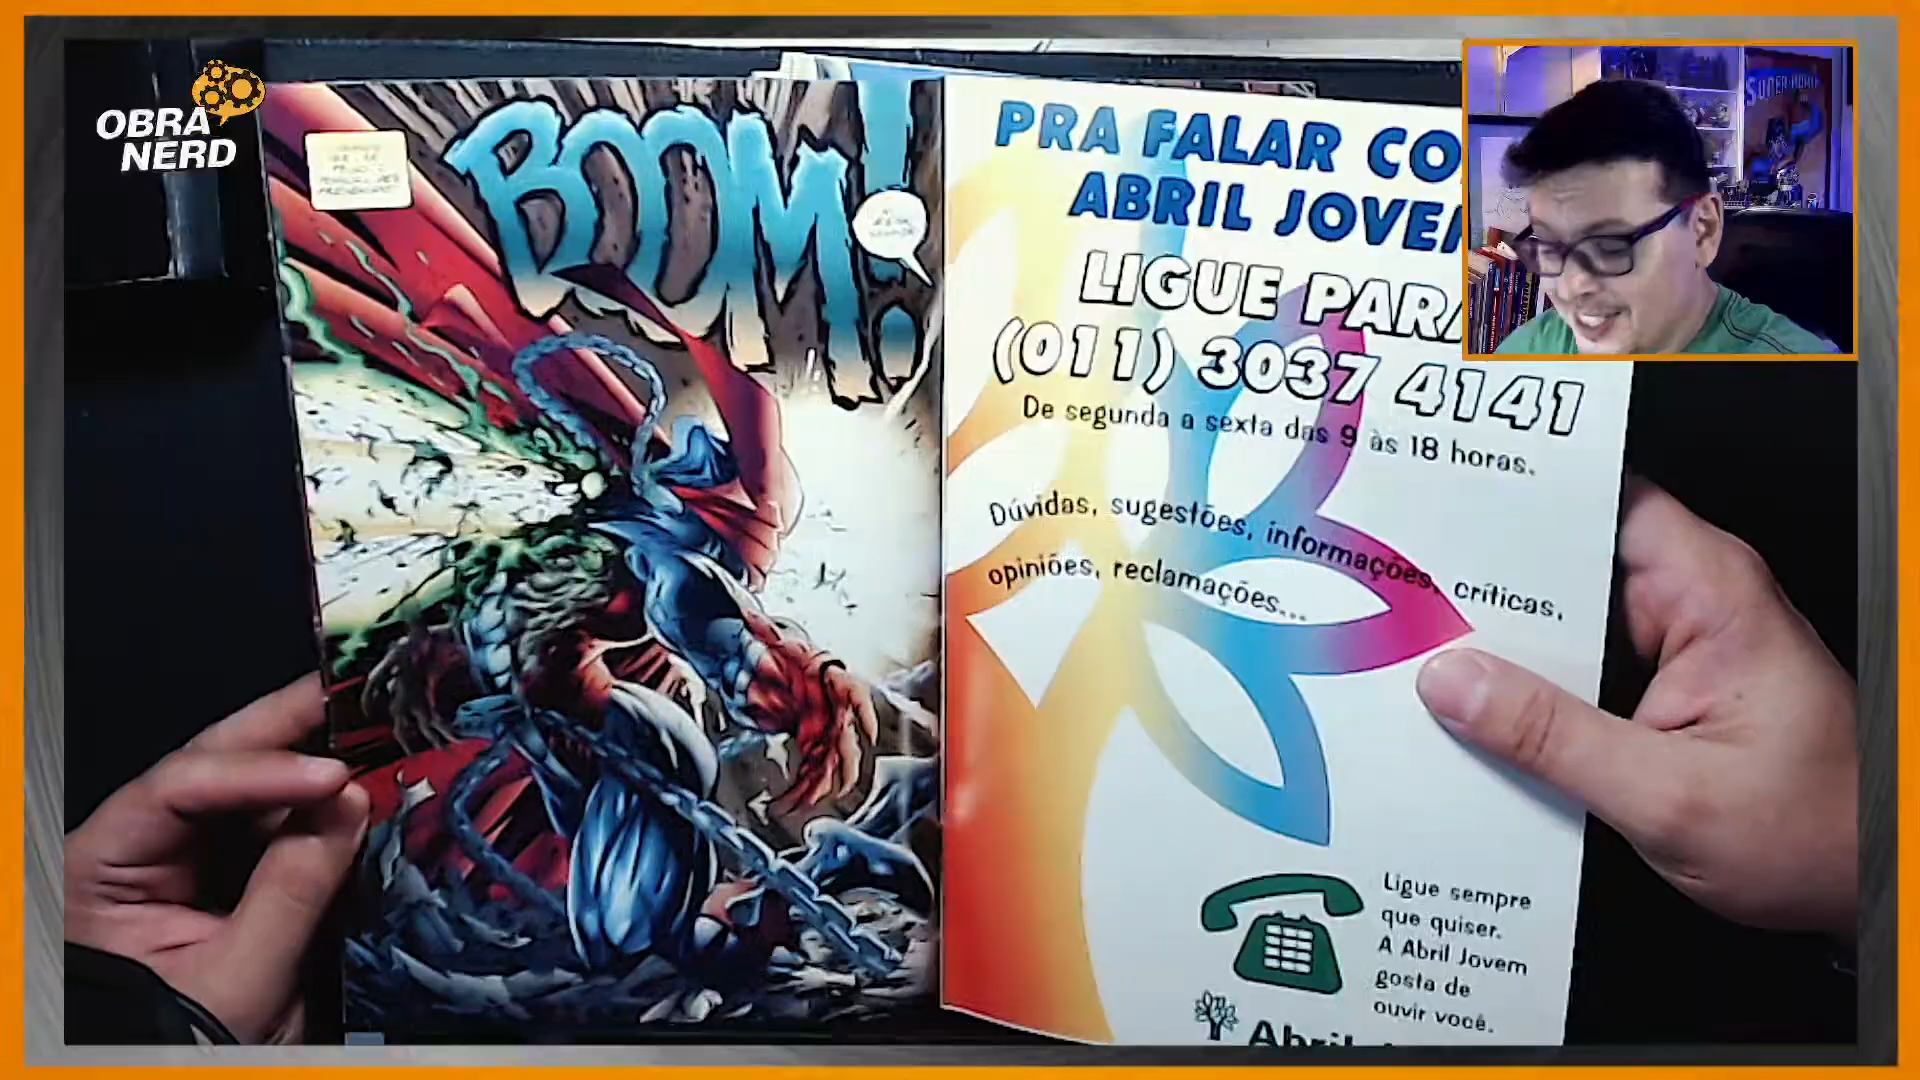 OBRA
NERD
BOOM!
PRA FALAR CO
ABRIL JOVE
LIGUE PARA
(011) 3037 4141
De segunda a sexta das 9 às 18 horas.
Dúvidas, sugestões, informações, críticas,
opiniões, reclamações...
Ligue sempre
que quiser.
A Abril Jovem
gosta de
ouvir você.
Abril